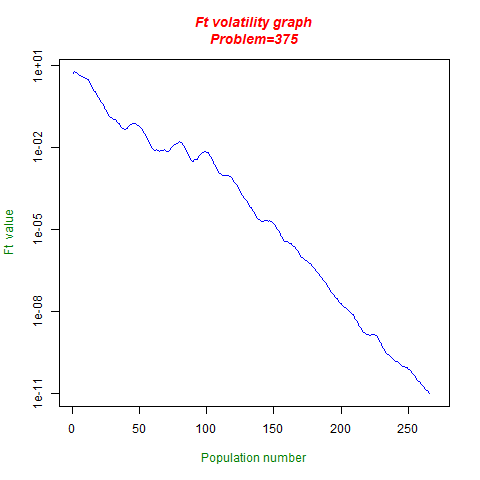 Ft volatility graph
Problem=375
1e+01
1e-02
1e-05
1e-08
1e-11
Ft value
0 50 100 150 200 250
Population number